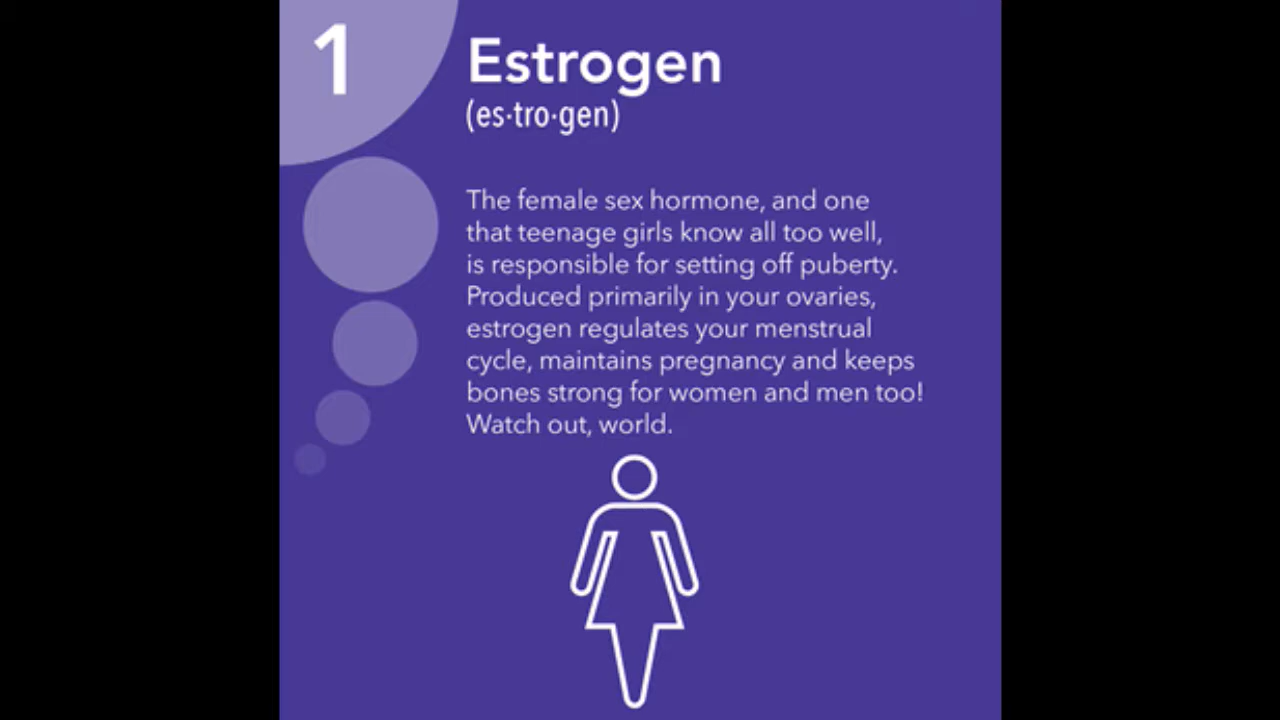 1
Estrogen
(es·tro·gen)
The female sex hormone, and one
that teenage girls know all too well,
is responsible for setting off puberty.
Produced primarily in your ovaries,
estrogen regulates your menstrual
cycle, maintains pregnancy and keeps
bones strong for women and men too!
Watch out, world.